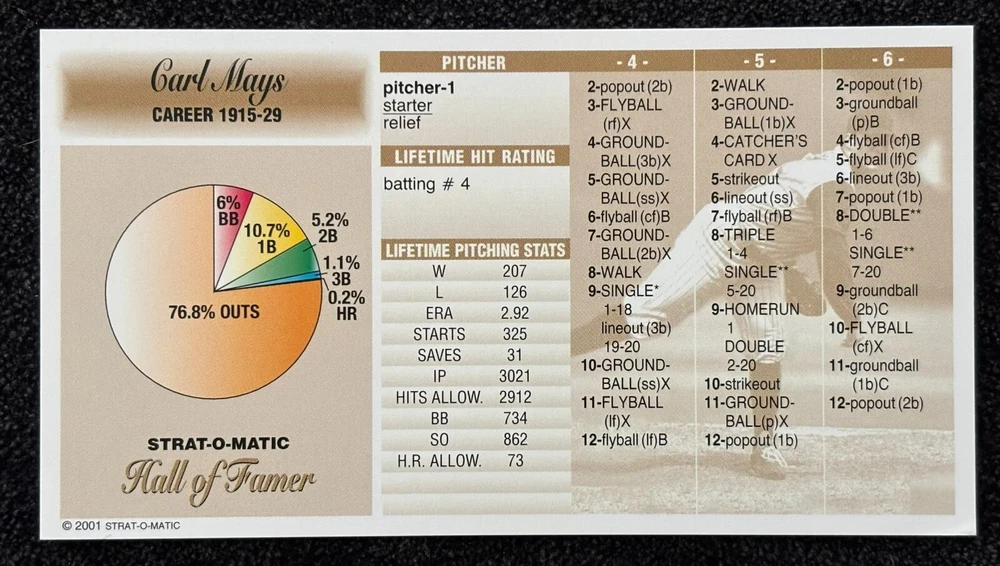 Carl Mays
CAREER 1915-29
6%
BB
10.7%
1B
5.2%
2B
1.1%
3B
0.2%
HR
76.8% OUTS
STRAT-O-MATIC
Hall of Famer
© 2001 STRAT-O-MATIC
PITCHER
pitcher-1
starter
relief
LIFETIME HIT RATING
batting # 4
LIFETIME PITCHING STATS
W 207
L 126
ERA 2.92
STARTS 325
SAVES 31
IP 3021
HITS ALLOW. 2912
BB 734
SO 862
H.R. ALLOW. 73
- 4 -
2-popout (2b)
3-FLYBALL
(rf)X
4-GROUND-
BALL(3b)X
5-GROUND-
BALL(ss)X
6-flyball (cf)B
7-GROUND-
BALL(2b)X
8-WALK
9-SINGLE*
1-18
lineout (3b)
19-20
10-GROUND-
BALL(ss)X
11-FLYBALL
(lf)X
12-flyball (lf)B
- 5 -
2-WALK
3-GROUND-
BALL(1b)X
4-CATCHER'S
CARD X
5-strikeout
6-lineout (ss)
7-flyball (rf)B
8-TRIPLE
1-4
SINGLE**
5-20
9-HOMERUN
1
DOUBLE
2-20
10-strikeout
11-GROUND-
BALL(p)X
12-popout (1b)
- 6 -
2-popout (1b)
3-groundball
(p)B
4-flyball (cf)B
5-flyball (lf)C
6-lineout (3b)
7-popout (1b)
8-DOUBLE**
1-6
SINGLE**
7-20
9-groundball
(2b)C
10-FLYBALL
(cf)X
11-groundball
(1b)C
12-popout (2b)